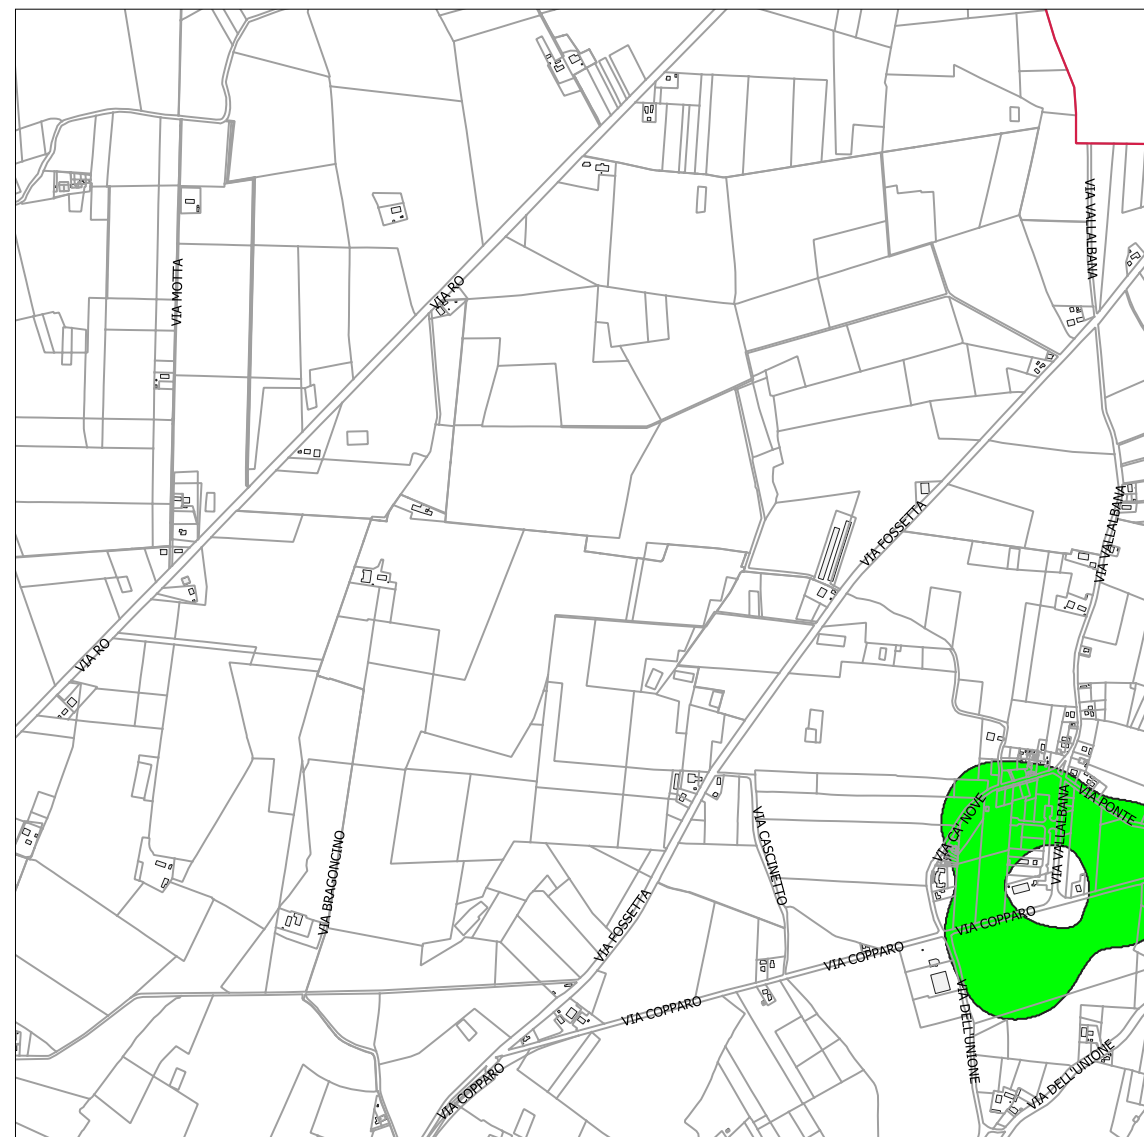 VIA VALLALBANA
VIA MOTTA
VIA RO
VIA FOSSETTA
VIA VALLALBANA
VIA RO
VIA CA' NOVE
VIA VALLALBANA
VIA PONTE
VIA CASCINETTO
VIA BRAGONCINO
VIA FOSSETTA
VIA COPPARO
VIA COPPARO
VIA COPPARO
VIA DELL'UNIONE
VIA DELL'UNIONE
VIA COPPARO